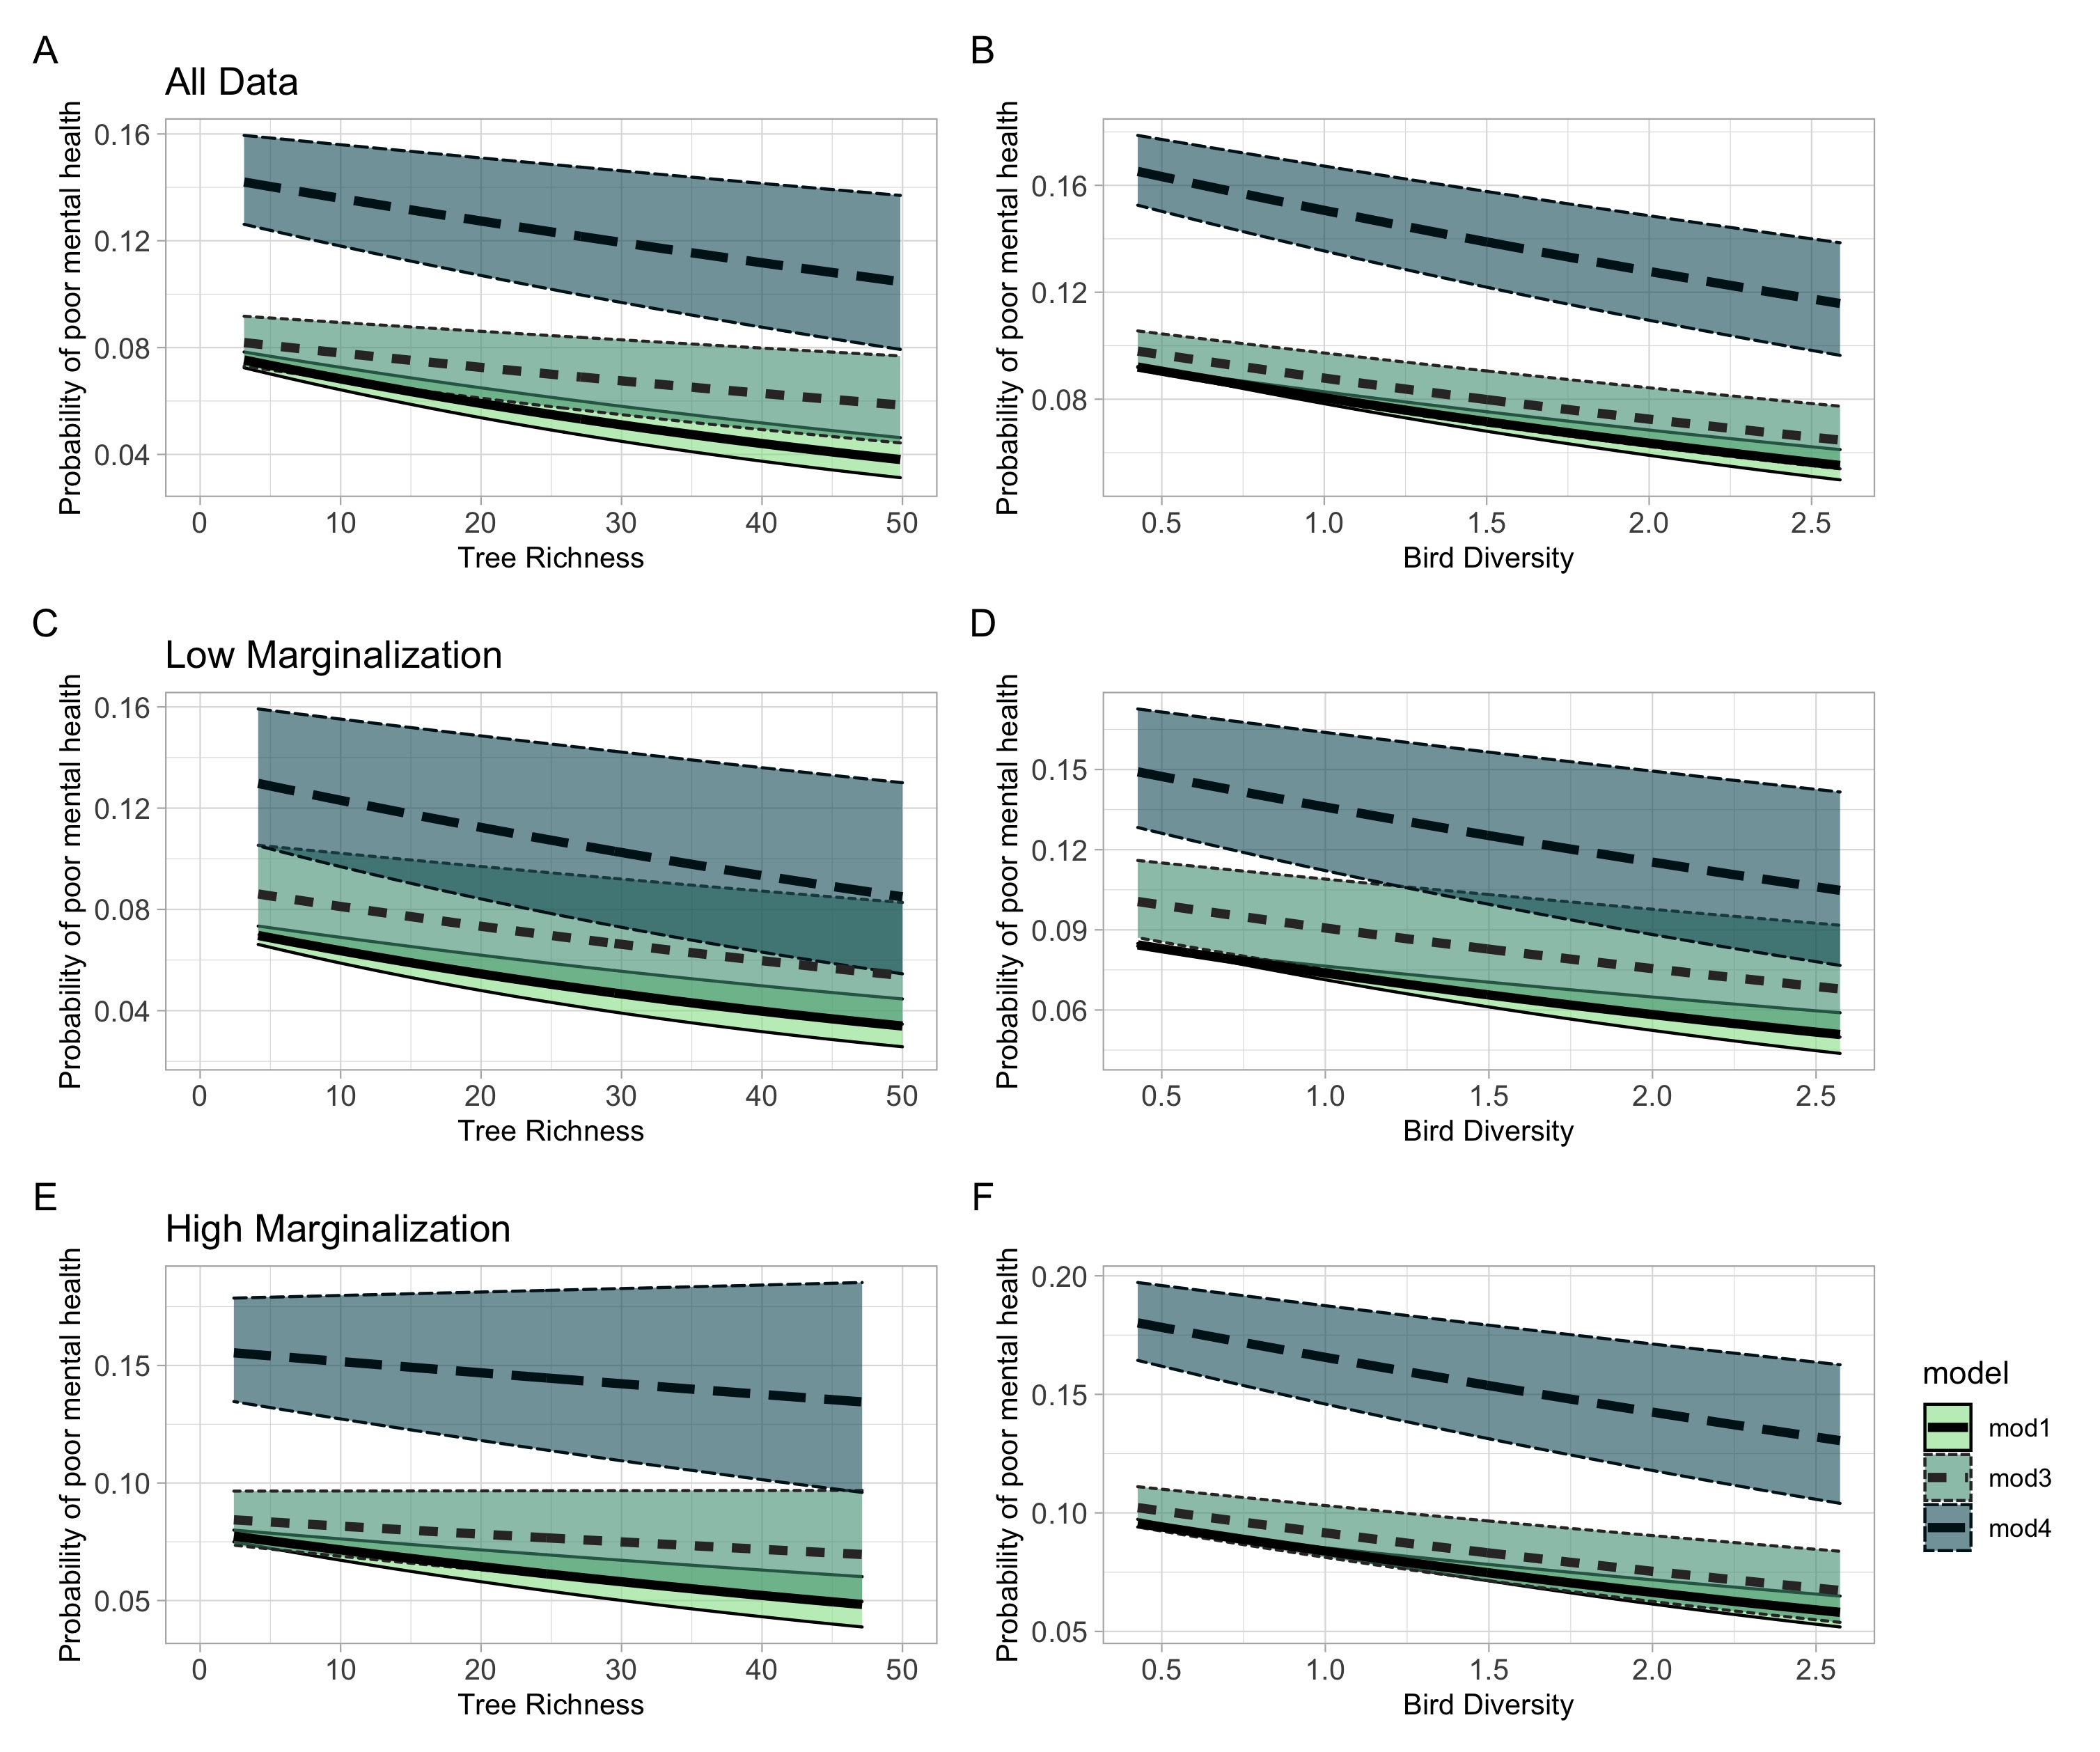 A
All Data
Probability of poor mental health
0.16
0.12
0.08
0.04
0 10 20 30 40 50
Tree Richness
B
Probability of poor mental health
0.16
0.12
0.08
0.5 1.0 1.5 2.0 2.5
Bird Diversity
C
Low Marginalization
Probability of poor mental health
0.16
0.12
0.08
0.04
0 10 20 30 40 50
Tree Richness
D
Probability of poor mental health
0.15
0.12
0.09
0.06
0.5 1.0 1.5 2.0 2.5
Bird Diversity
E
High Marginalization
Probability of poor mental health
0.15
0.10
0.05
0 10 20 30 40 50
Tree Richness
F
Probability of poor mental health
0.20
0.15
0.10
0.05
0.5 1.0 1.5 2.0 2.5
Bird Diversity
model
mod1
mod3
mod4